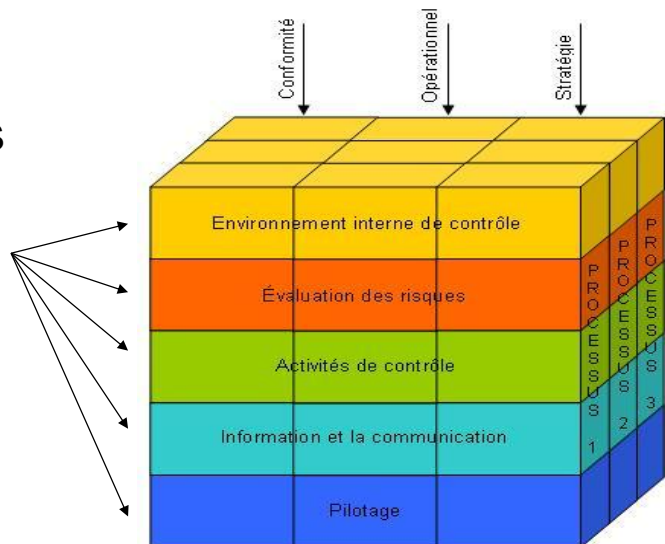 s
Conformité
Opérationnel
Stratégie
Environnement interne de contrôle
Évaluation des risques
Activités de contrôle
Information et la communication
Pilotage
PROCESSUS 1
PROCESSUS 2
PROCESSUS 3